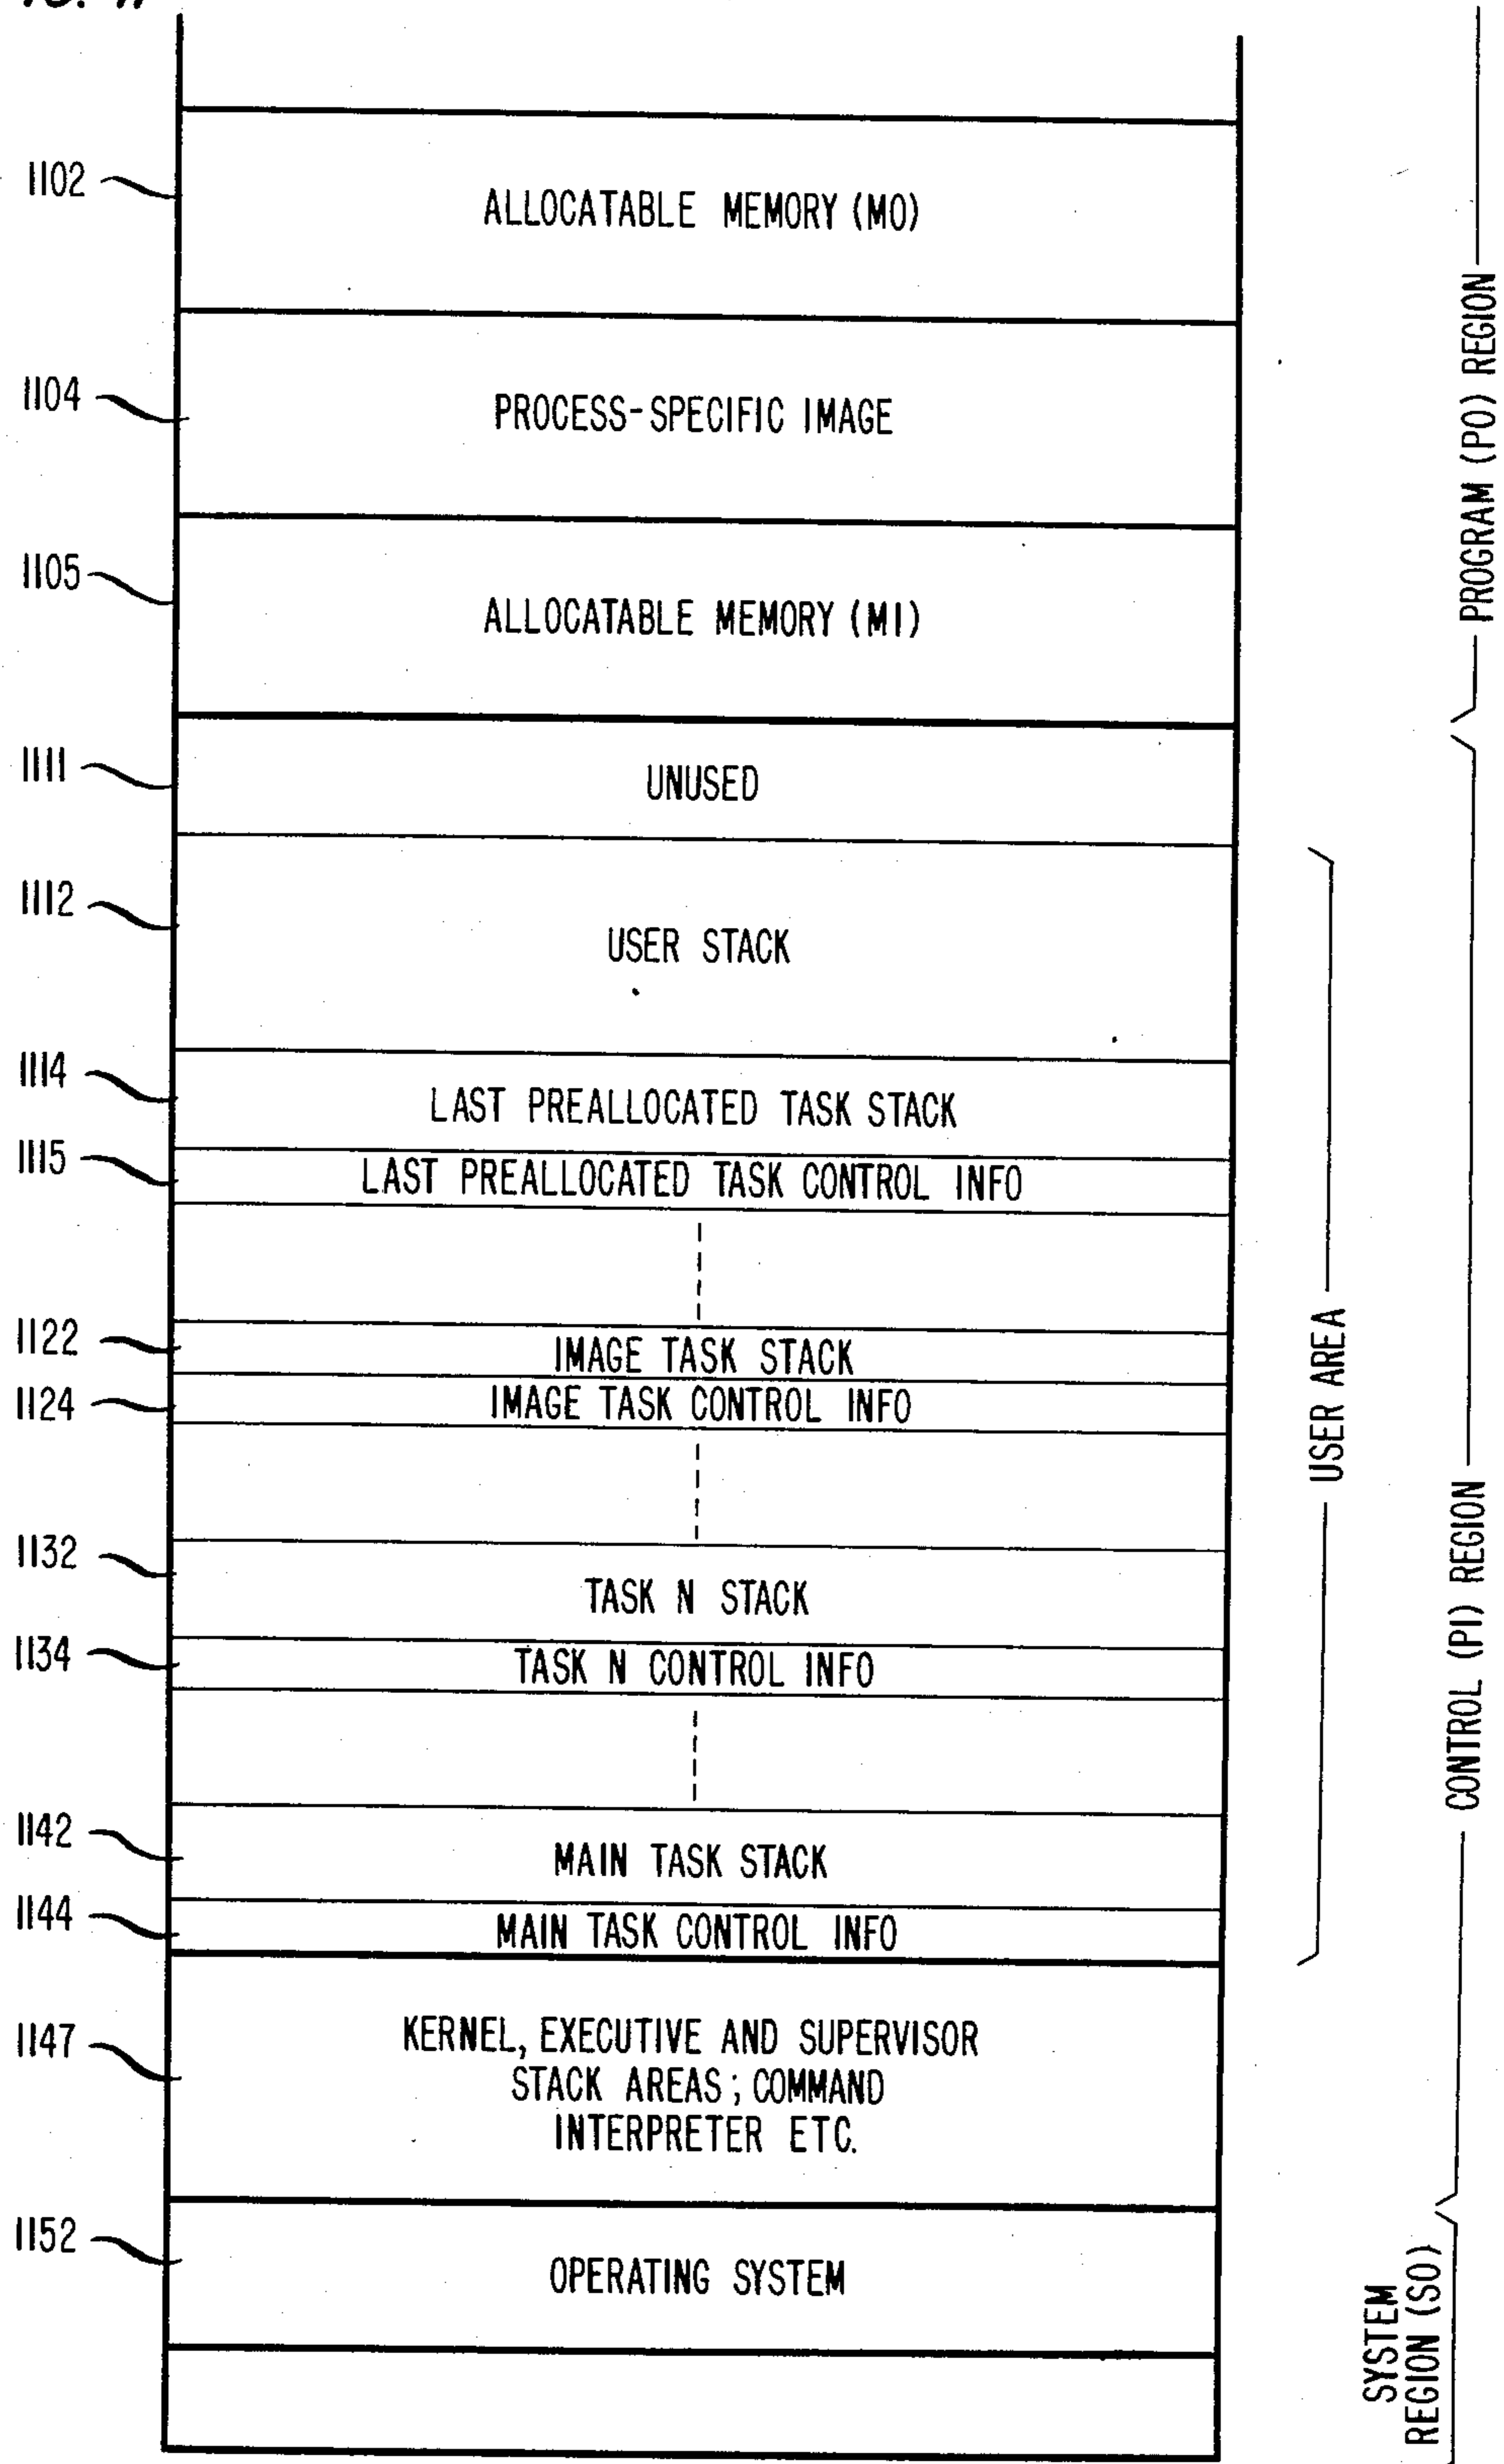 1102
ALLOCATABLE MEMORY (M0)
1104
PROCESS-SPECIFIC IMAGE
1105
ALLOCATABLE MEMORY (M1)
1111
UNUSED
1112
USER STACK
1114
LAST PREALLOCATED TASK STACK
1115
LAST PREALLOCATED TASK CONTROL INFO
1122
IMAGE TASK STACK
1124
IMAGE TASK CONTROL INFO
1132
TASK N STACK
1134
TASK N CONTROL INFO
1142
MAIN TASK STACK
1144
MAIN TASK CONTROL INFO
1147
KERNEL, EXECUTIVE AND SUPERVISOR
STACK AREAS; COMMAND
INTERPRETER ETC.
1152
OPERATING SYSTEM
USER AREA
PROGRAM (P0) REGION
CONTROL (P1) REGION
SYSTEM
REGION (S0)